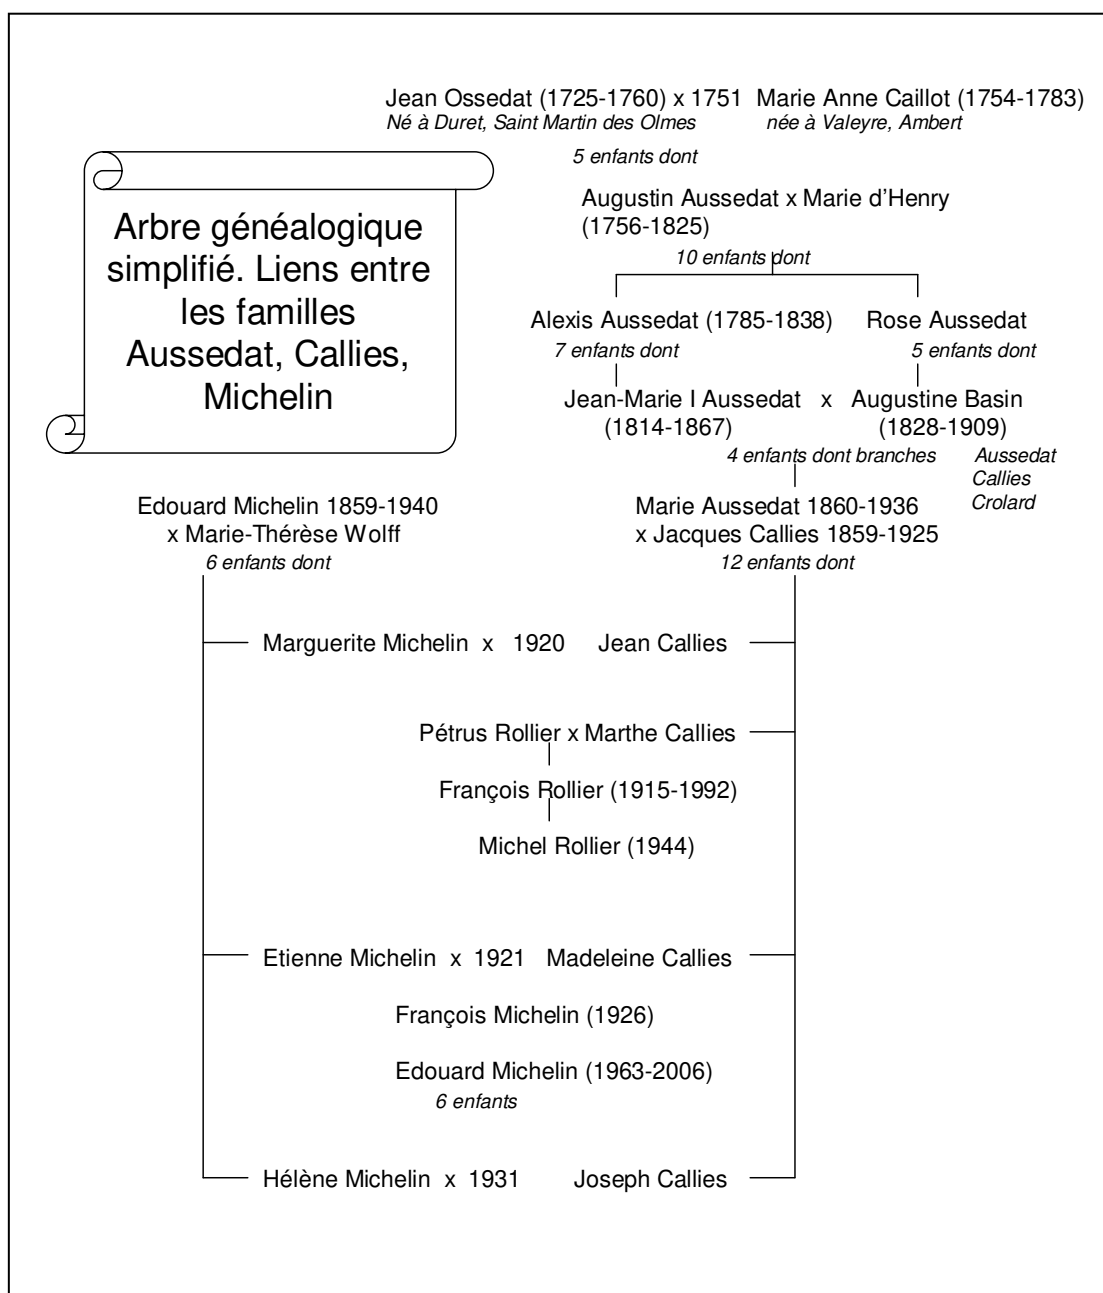 Jean Ossedat (1725-1760) x 1751 Marie Anne Caillot (1754-1783)
Né à Duret, Saint Martin des Olmes née à Valeyre, Ambert
5 enfants dont
Arbre généalogique
simplifié. Liens entre
les familles
Aussedat, Callies,
Michelin
Augustin Aussedat x Marie d'Henry
(1756-1825)
10 enfants dont
Alexis Aussedat (1785-1838) Rose Aussedat
7 enfants dont 5 enfants dont
Jean-Marie I Aussedat x Augustine Basin
(1814-1867) (1828-1909)
4 enfants dont branches Aussedat
Callies
Crolard
Edouard Michelin 1859-1940
x Marie-Thérèse Wolff
6 enfants dont
Marie Aussedat 1860-1936
x Jacques Callies 1859-1925
12 enfants dont
Marguerite Michelin x 1920 Jean Callies
Pétrus Rollier x Marthe Callies
François Rollier (1915-1992)
Michel Rollier (1944)
Etienne Michelin x 1921 Madeleine Callies
François Michelin (1926)
Edouard Michelin (1963-2006)
6 enfants
Hélène Michelin x 1931 Joseph Callies